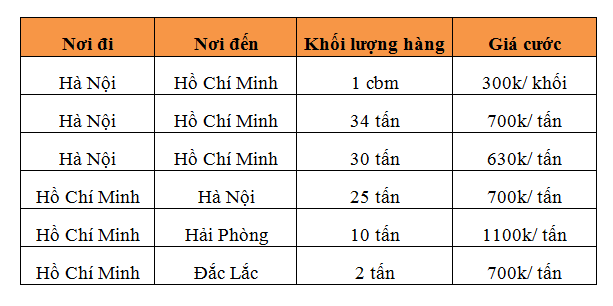 Nơi đi Nơi đến Khối lượng hàng Giá cước
Hà Nội Hồ Chí Minh 1 cbm 300k/ khối
Hà Nội Hồ Chí Minh 34 tấn 700k/ tấn
Hà Nội Hồ Chí Minh 30 tấn 630k/ tấn
Hồ Chí Minh Hà Nội 25 tấn 700k/ tấn
Hồ Chí Minh Hải Phòng 10 tấn 1100k/ tấn
Hồ Chí Minh Đắc Lắc 2 tấn 700k/ tấn